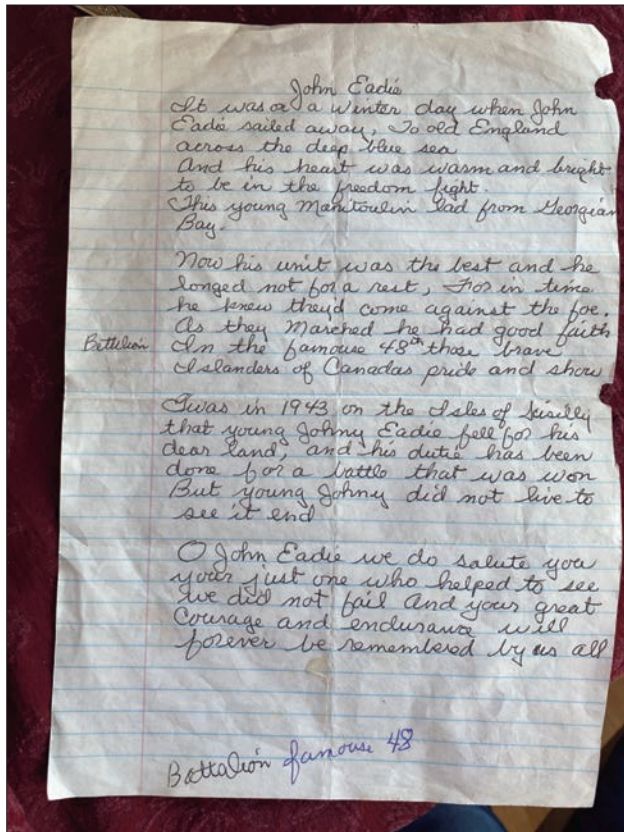 John Eadie
It was a a winter day when John
Eadie sailed away, To old England
across the deep blue sea
And his heart was warm and bright
to be in the freedom fight.
This young Manitoulin lad from Georgian
Bay.
Now his unit was the best and he
longed not for a rest, For in time
he knew they'd come against the foe.
As they Marched he had good faith
Battelion In the famouse 48th those brave
Islanders of Canadas pride and show
Twas in 1943 on the Isles of Sisilly
that young Johny Eadie fell for his
dear land, and his dutie has been
done for a battle that was won
But young Johny did not live to
see it end
O John Eadie we do salute you
your just one who helped to see
we did not fail And your great
Courage and endurance will
forever be remembered by us all
Battalion famouse 48